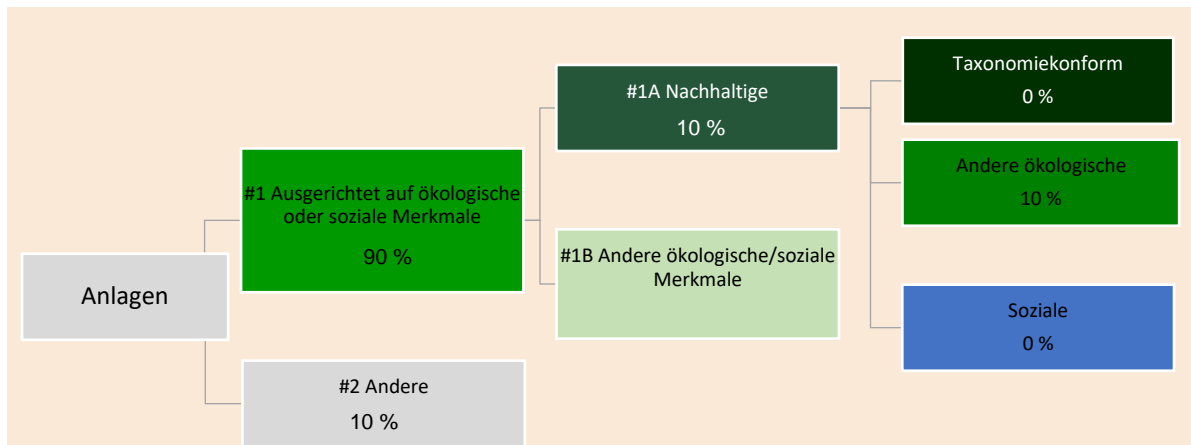 Anlagen
#1 Ausgerichtet auf ökologische
oder soziale Merkmale
90 %
#2 Andere
10 %
#1A Nachhaltige
10 %
#1B Andere ökologische/soziale
Merkmale
Taxonomiekonform
0 %
Andere ökologische
10 %
Soziale
0 %